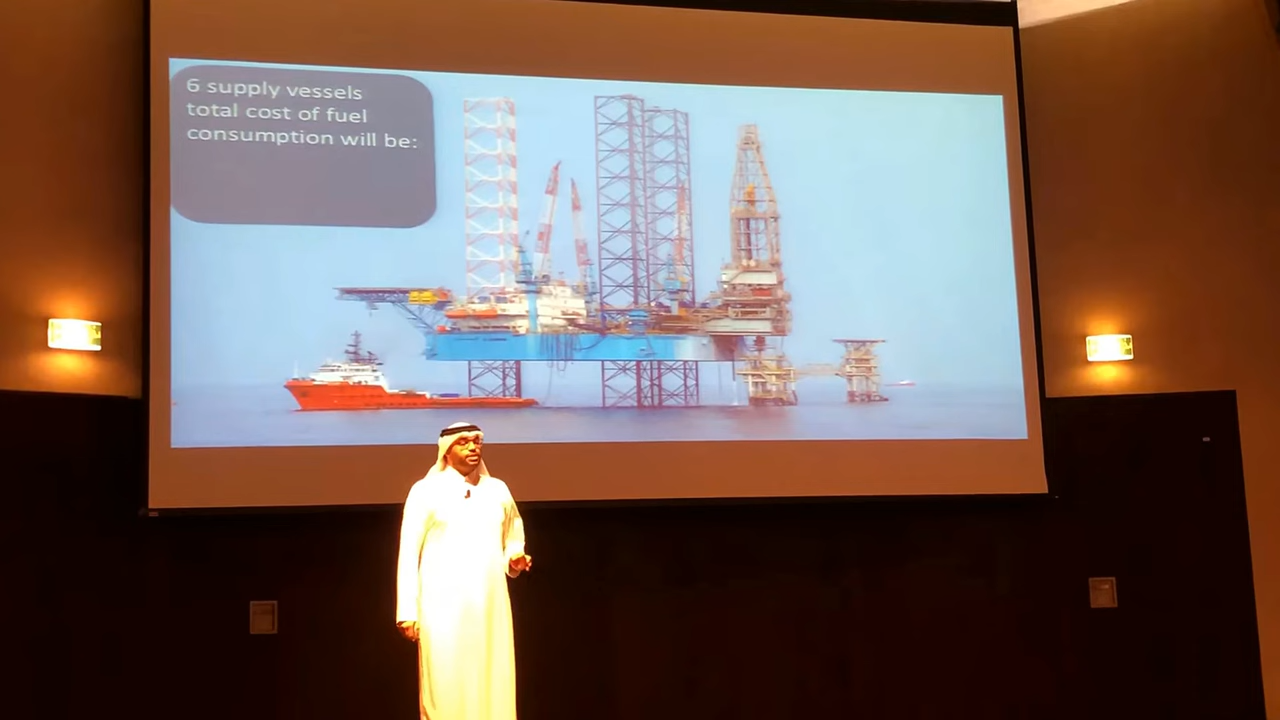 6 supply vessels
total cost of fuel
consumption will be: